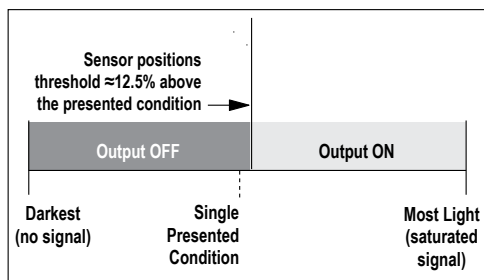 Sensor positions
threshold ≈12.5% above
the presented condition
Output OFF
Output ON
Darkest
(no signal)
Single
Presented
Condition
Most Light
(saturated
signal)